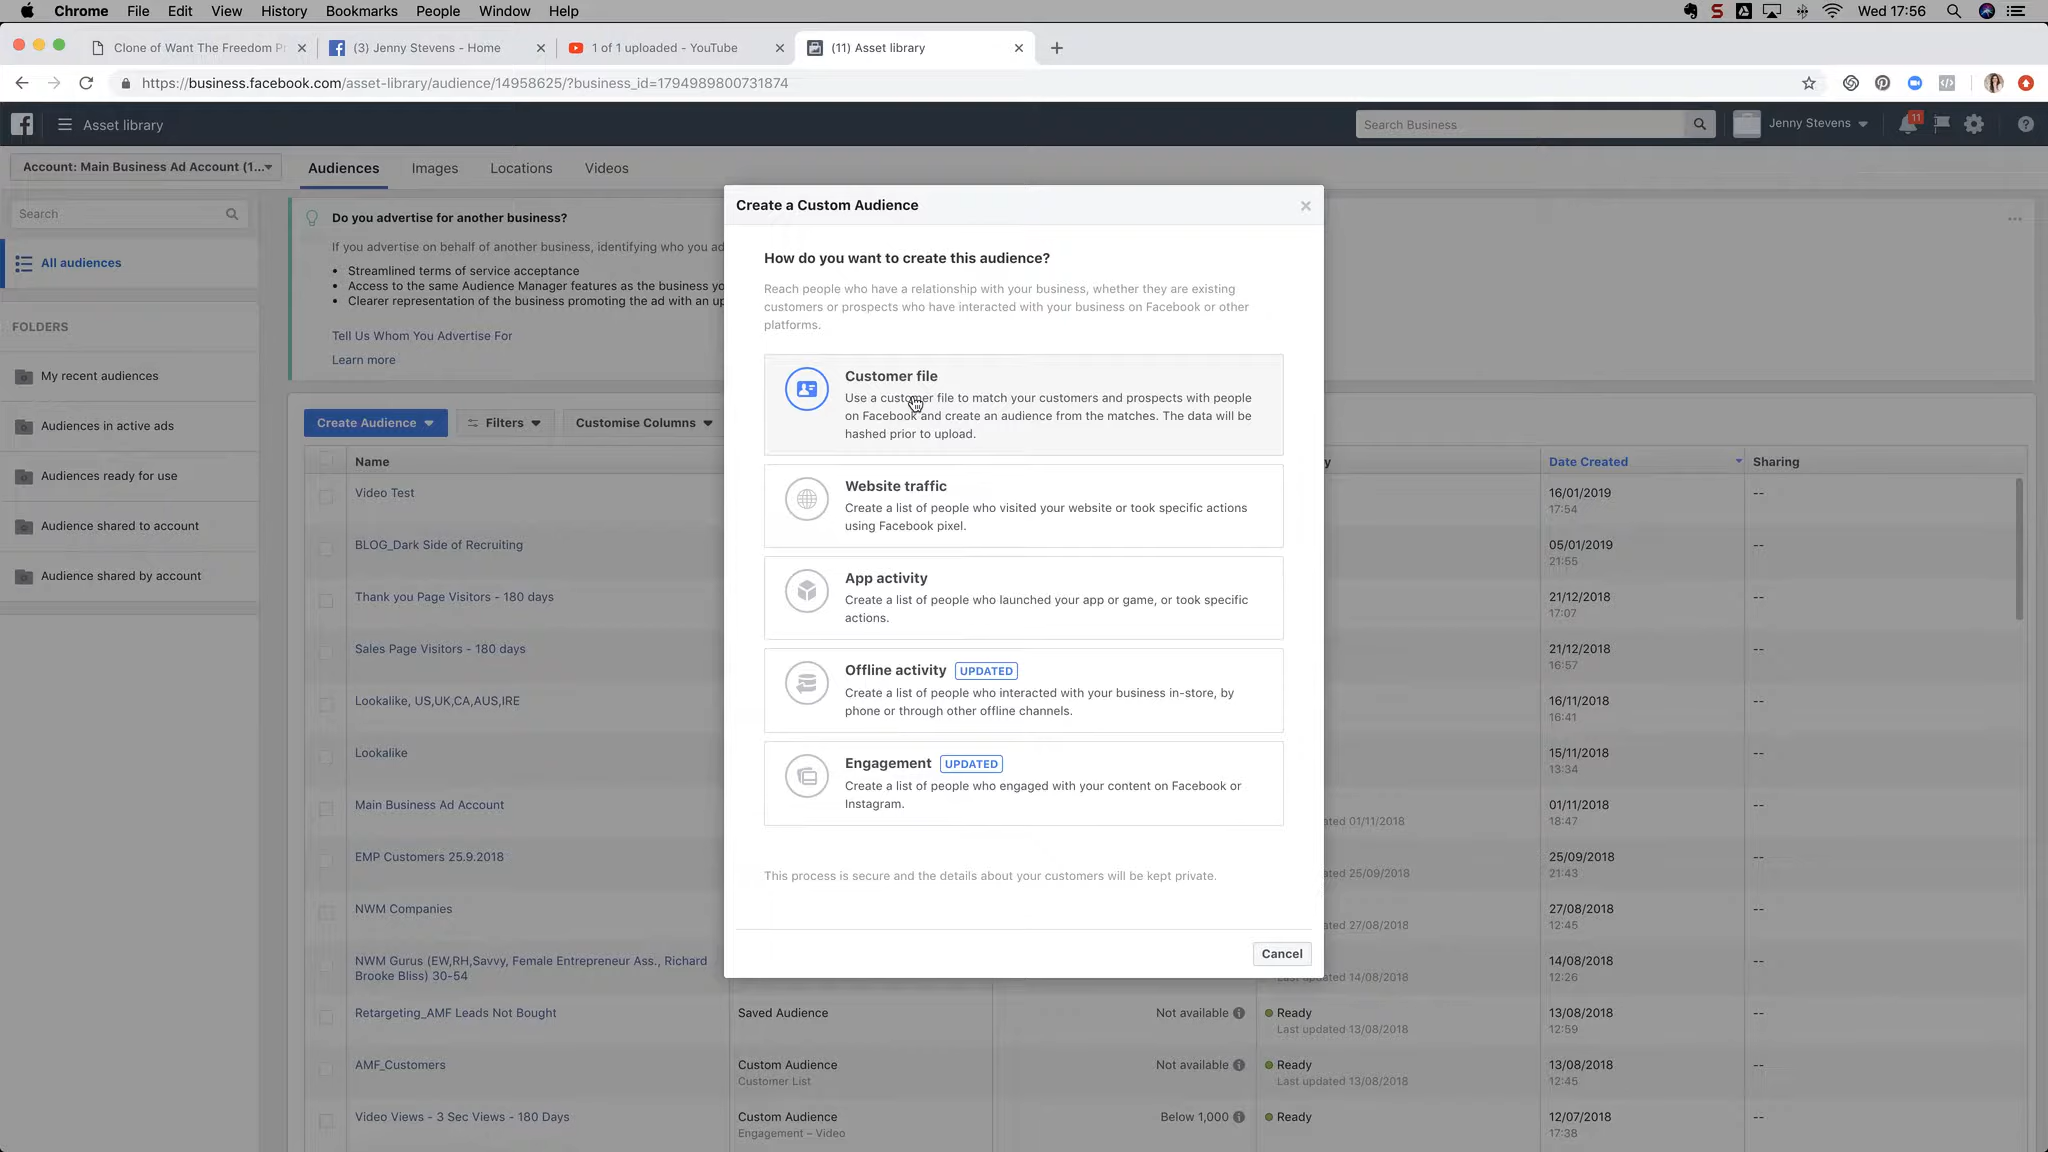 Chrome File Edit View History Bookmarks People Window Help
Wed 17:56
Clone of Want The Freedom Pr
(3) Jenny Stevens - Home
1 of 1 uploaded - YouTube
(11) Asset library
https://business.facebook.com/asset-library/audience/14958625/?business_id=1794989800731874
Asset library
Search Business
Jenny Stevens
11
Account: Main Business Ad Account (1...
Audiences
Images
Locations
Videos
Search
All audiences
FOLDERS
My recent audiences
Audiences in active ads
Audiences ready for use
Audience shared to account
Audience shared by account
Do you advertise for another business?
If you advertise on behalf of another business, identifying who you ad
• Streamlined terms of service acceptance
• Access to the same Audience Manager features as the business yo
• Clearer representation of the business promoting the ad with an up
Tell Us Whom You Advertise For
Learn more
Create Audience
Filters
Customise Columns
Name
y
Date Created
Sharing
Video Test
16/01/2019
17:54
--
BLOG_Dark Side of Recruiting
05/01/2019
21:55
--
Thank you Page Visitors - 180 days
21/12/2018
17:07
--
Sales Page Visitors - 180 days
21/12/2018
16:57
--
Lookalike, US,UK,CA,AUS,IRE
16/11/2018
16:41
--
Lookalike
15/11/2018
13:34
--
Main Business Ad Account
ated 01/11/2018
01/11/2018
18:47
--
EMP Customers 25.9.2018
ated 25/09/2018
25/09/2018
21:43
--
NWM Companies
ated 27/08/2018
27/08/2018
12:45
--
NWM Gurus (EW,RH,Savvy, Female Entrepreneur Ass., Richard
Brooke Bliss) 30-54
Last updated 14/08/2018
14/08/2018
12:26
--
Retargeting_AMF Leads Not Bought
Saved Audience
Not available
Ready
Last updated 13/08/2018
13/08/2018
12:59
--
AMF_Customers
Custom Audience
Customer List
Not available
Ready
Last updated 13/08/2018
13/08/2018
12:45
--
Video Views - 3 Sec Views - 180 Days
Custom Audience
Engagement – Video
Below 1,000
Ready
12/07/2018
17:38
--
Create a Custom Audience
How do you want to create this audience?
Reach people who have a relationship with your business, whether they are existing
customers or prospects who have interacted with your business on Facebook or other
platforms.
Customer file
Use a customer file to match your customers and prospects with people
on Facebook and create an audience from the matches. The data will be
hashed prior to upload.
Website traffic
Create a list of people who visited your website or took specific actions
using Facebook pixel.
App activity
Create a list of people who launched your app or game, or took specific
actions.
Offline activity UPDATED
Create a list of people who interacted with your business in-store, by
phone or through other offline channels.
Engagement UPDATED
Create a list of people who engaged with your content on Facebook or
Instagram.
This process is secure and the details about your customers will be kept private.
Cancel